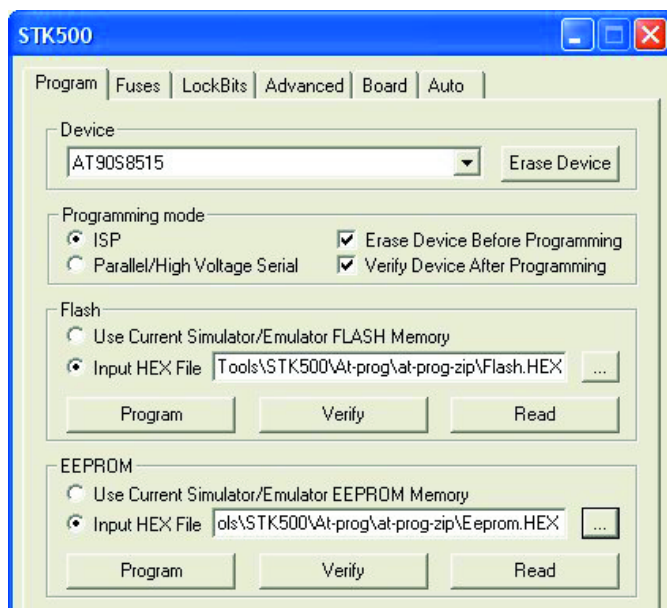 STK500
Program Fuses LockBits Advanced Board Auto
Device
AT90S8515 Erase Device
Programming mode
ISP Erase Device Before Programming
Parallel/High Voltage Serial Verify Device After Programming
Flash
Use Current Simulator/Emulator FLASH Memory
Input HEX File Tools\STK500\At-prog\at-prog-zip\Flash.HEX ...
Program Verify Read
EEPROM
Use Current Simulator/Emulator EEPROM Memory
Input HEX File ols\STK500\At-prog\at-prog-zip\Eeprom.HEX ...
Program Verify Read